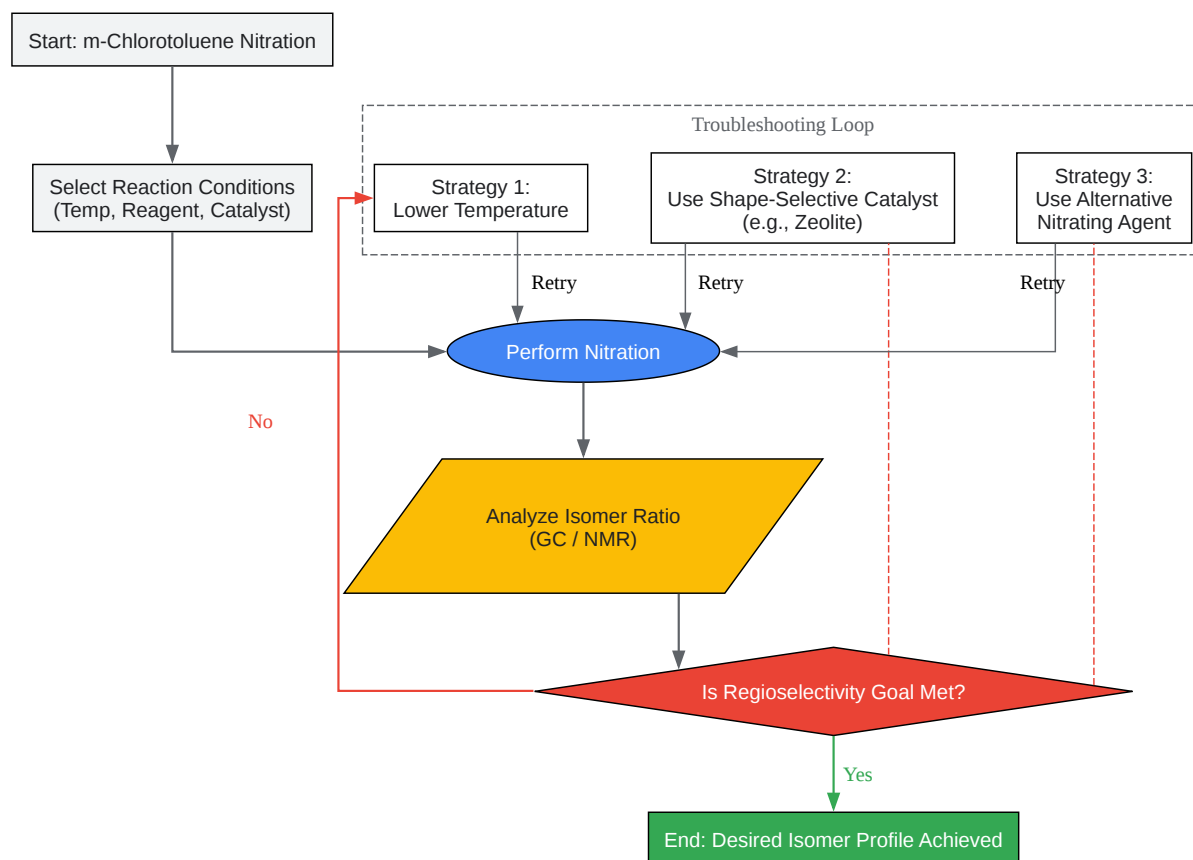 Start: m-Chlorotoluene Nitration
Troubleshooting Loop
Select Reaction Conditions
(Temp, Reagent, Catalyst)
Strategy 1:
Lower Temperature
Strategy 2:
Use Shape-Selective Catalyst
(e.g., Zeolite)
Strategy 3:
Use Alternative
Nitrating Agent
Retry
Retry
Retry
Perform Nitration
No
Analyze Isomer Ratio
(GC / NMR)
Is Regioselectivity Goal Met?
Yes
End: Desired Isomer Profile Achieved